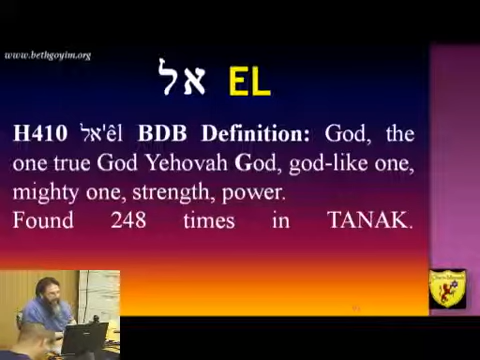 www.bethgoyim.org
אל EL
H410 אל'êl BDB Definition: God, the
one true God Yehovah God, god-like one,
mighty one, strength, power.
Found 248 times in TANAK.